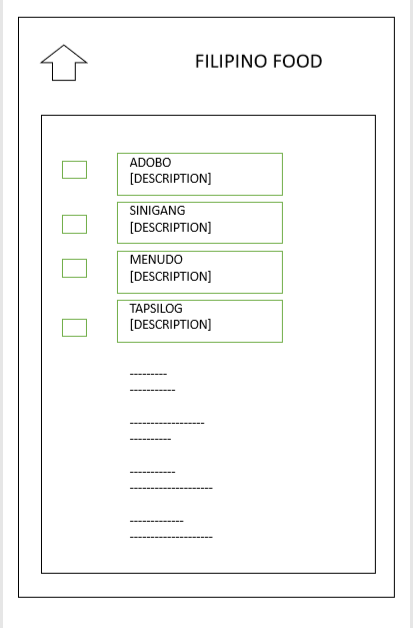 FILIPINO FOOD
ADOBO
[DESCRIPTION]
SINIGANG
[DESCRIPTION]
MENUDO
[DESCRIPTION]
TAPSILOG
[DESCRIPTION]
---------
-----------
------------------
----------
-----------
--------------------
-------------
--------------------